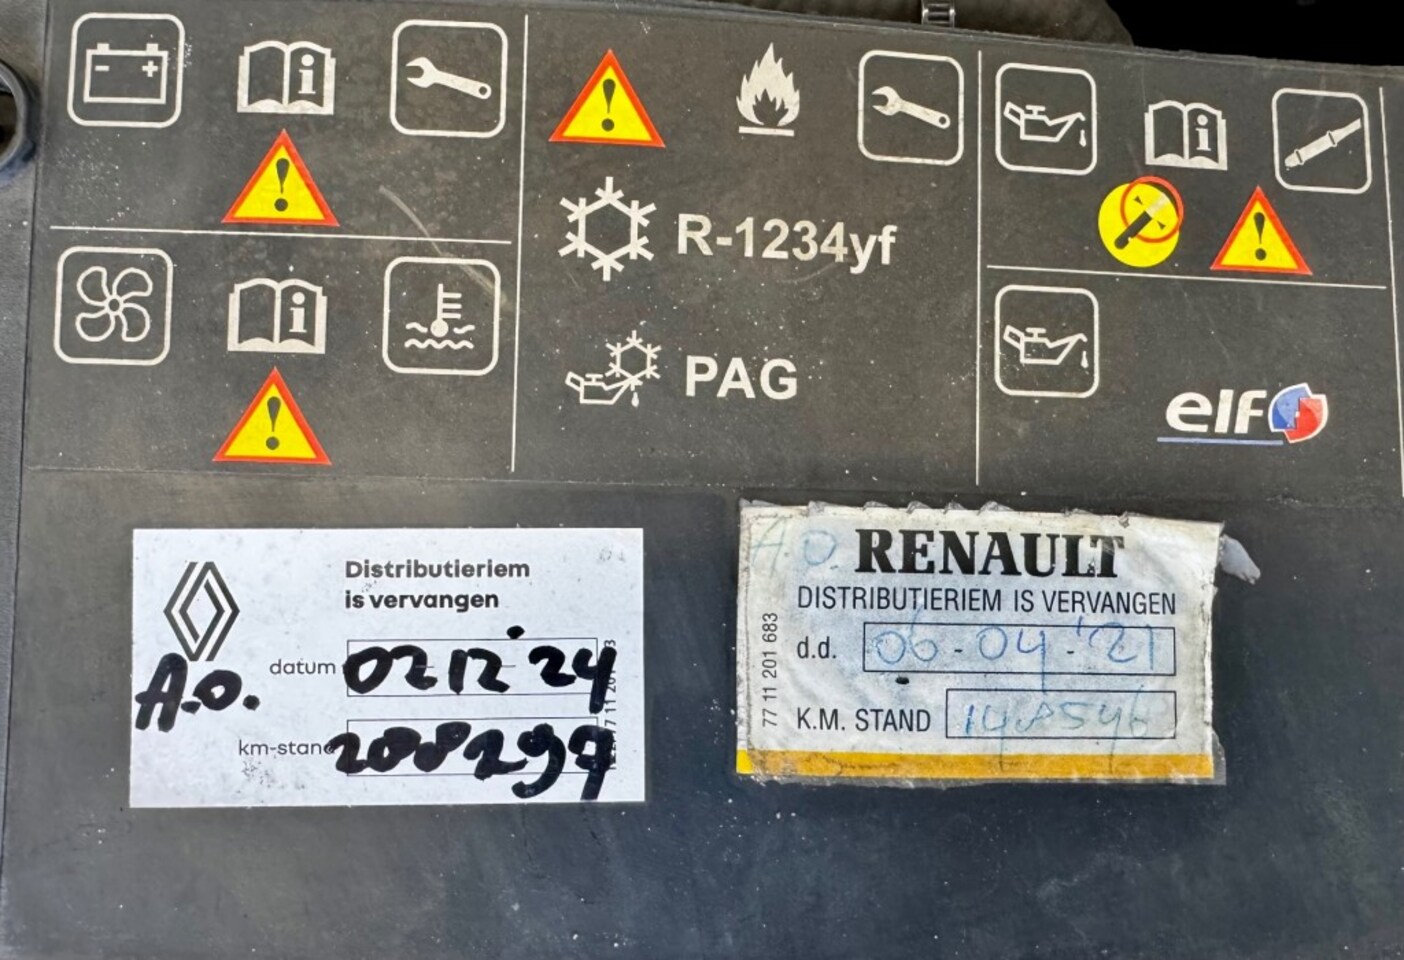 R-1234yf
PAG
elf
Distributieriem
is vervangen
datum 02 12 24
A.O.
km-stand 208297
A.O. RENAULT
DISTRIBUTIERIEM IS VERVANGEN
d.d. 06-04-'21
K.M. STAND 148546
77 11 201 683